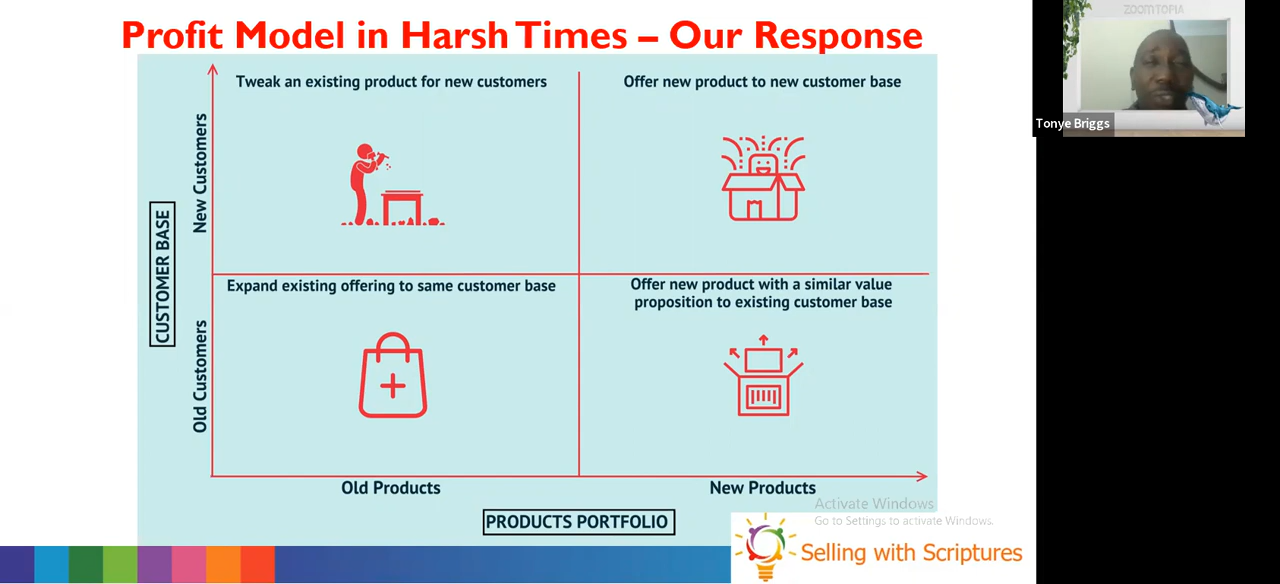 Profit Model in Harsh Times – Our Response
ZOOMTOPIA
Tonye Briggs
Tweak an existing product for new customers
Offer new product to new customer base
New Customers
CUSTOMER BASE
Expand existing offering to same customer base
Offer new product with a similar value
proposition to existing customer base
Old Customers
Old Products
New Products
PRODUCTS PORTFOLIO
Activate Windows
Go to Settings to activate Windows.
Selling with Scriptures